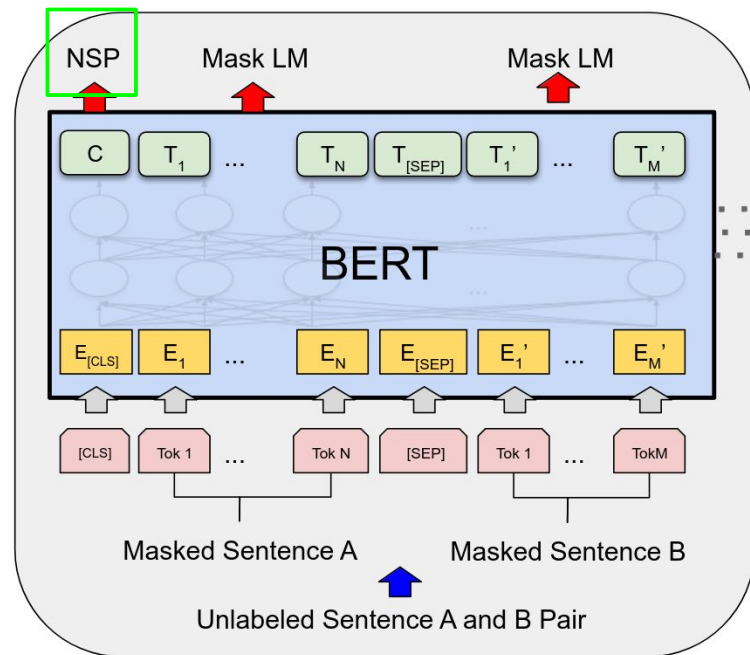 NSP Mask LM Mask LM
C T1 ... TN T[SEP] T1’ ... TM’
...
BERT
...
E[CLS] E1 ... EN E[SEP] E1’ ... EM’
[CLS] Tok 1 ... Tok N [SEP] Tok 1 ... TokM
Masked Sentence A Masked Sentence B
Unlabeled Sentence A and B Pair